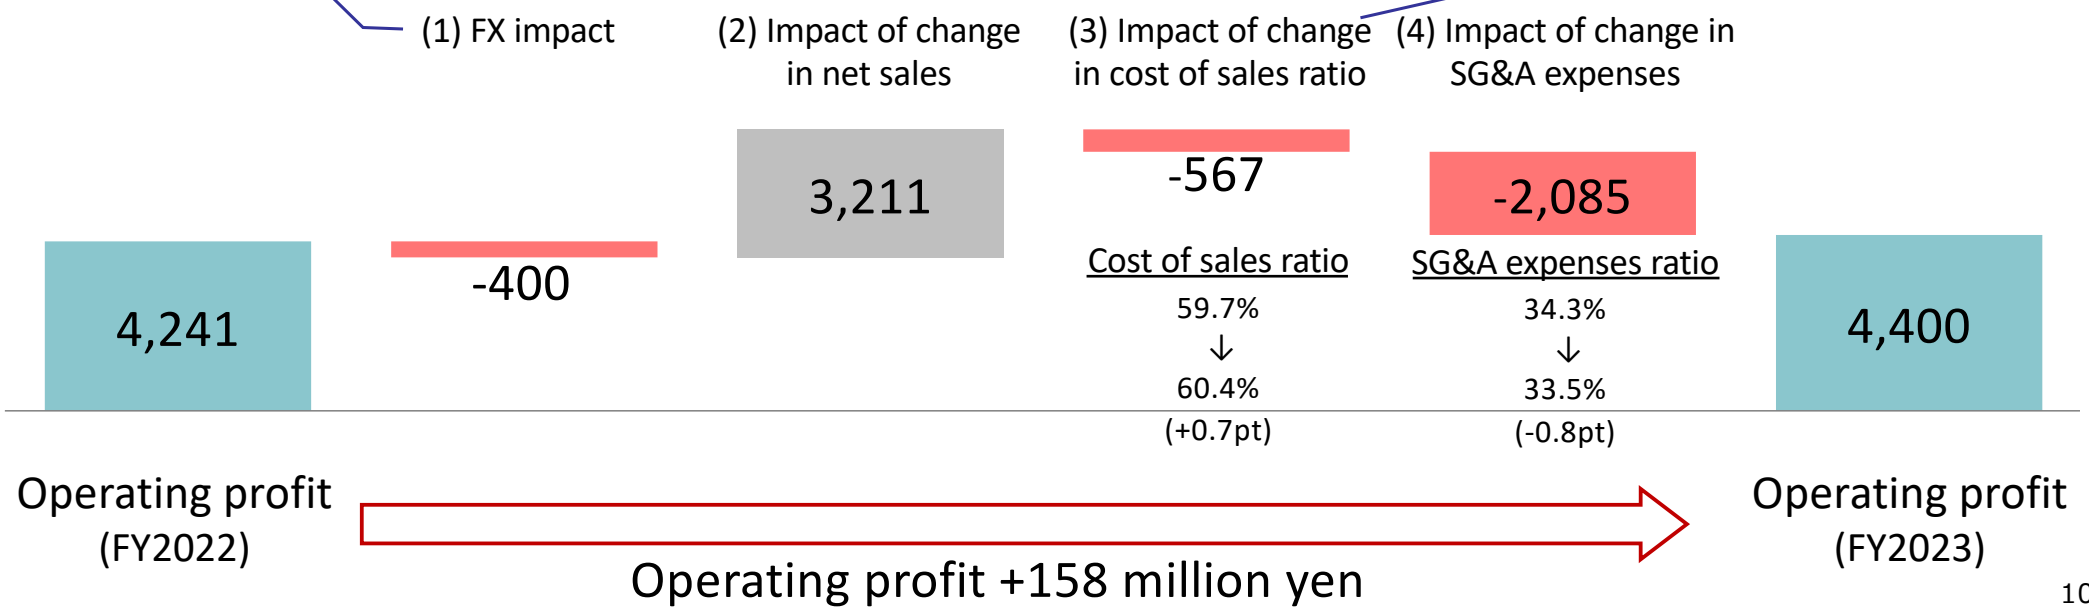 (1) FX impact
(2) Impact of change
in net sales
(3) Impact of change
in cost of sales ratio
(4) Impact of change in
SG&A expenses
4,241
-400
3,211
-567
-2,085
4,400
Cost of sales ratio
59.7%
↓
60.4%
(+0.7pt)
SG&A expenses ratio
34.3%
↓
33.5%
(-0.8pt)
Operating profit
(FY2022)
Operating profit +158 million yen
Operating profit
(FY2023)
10